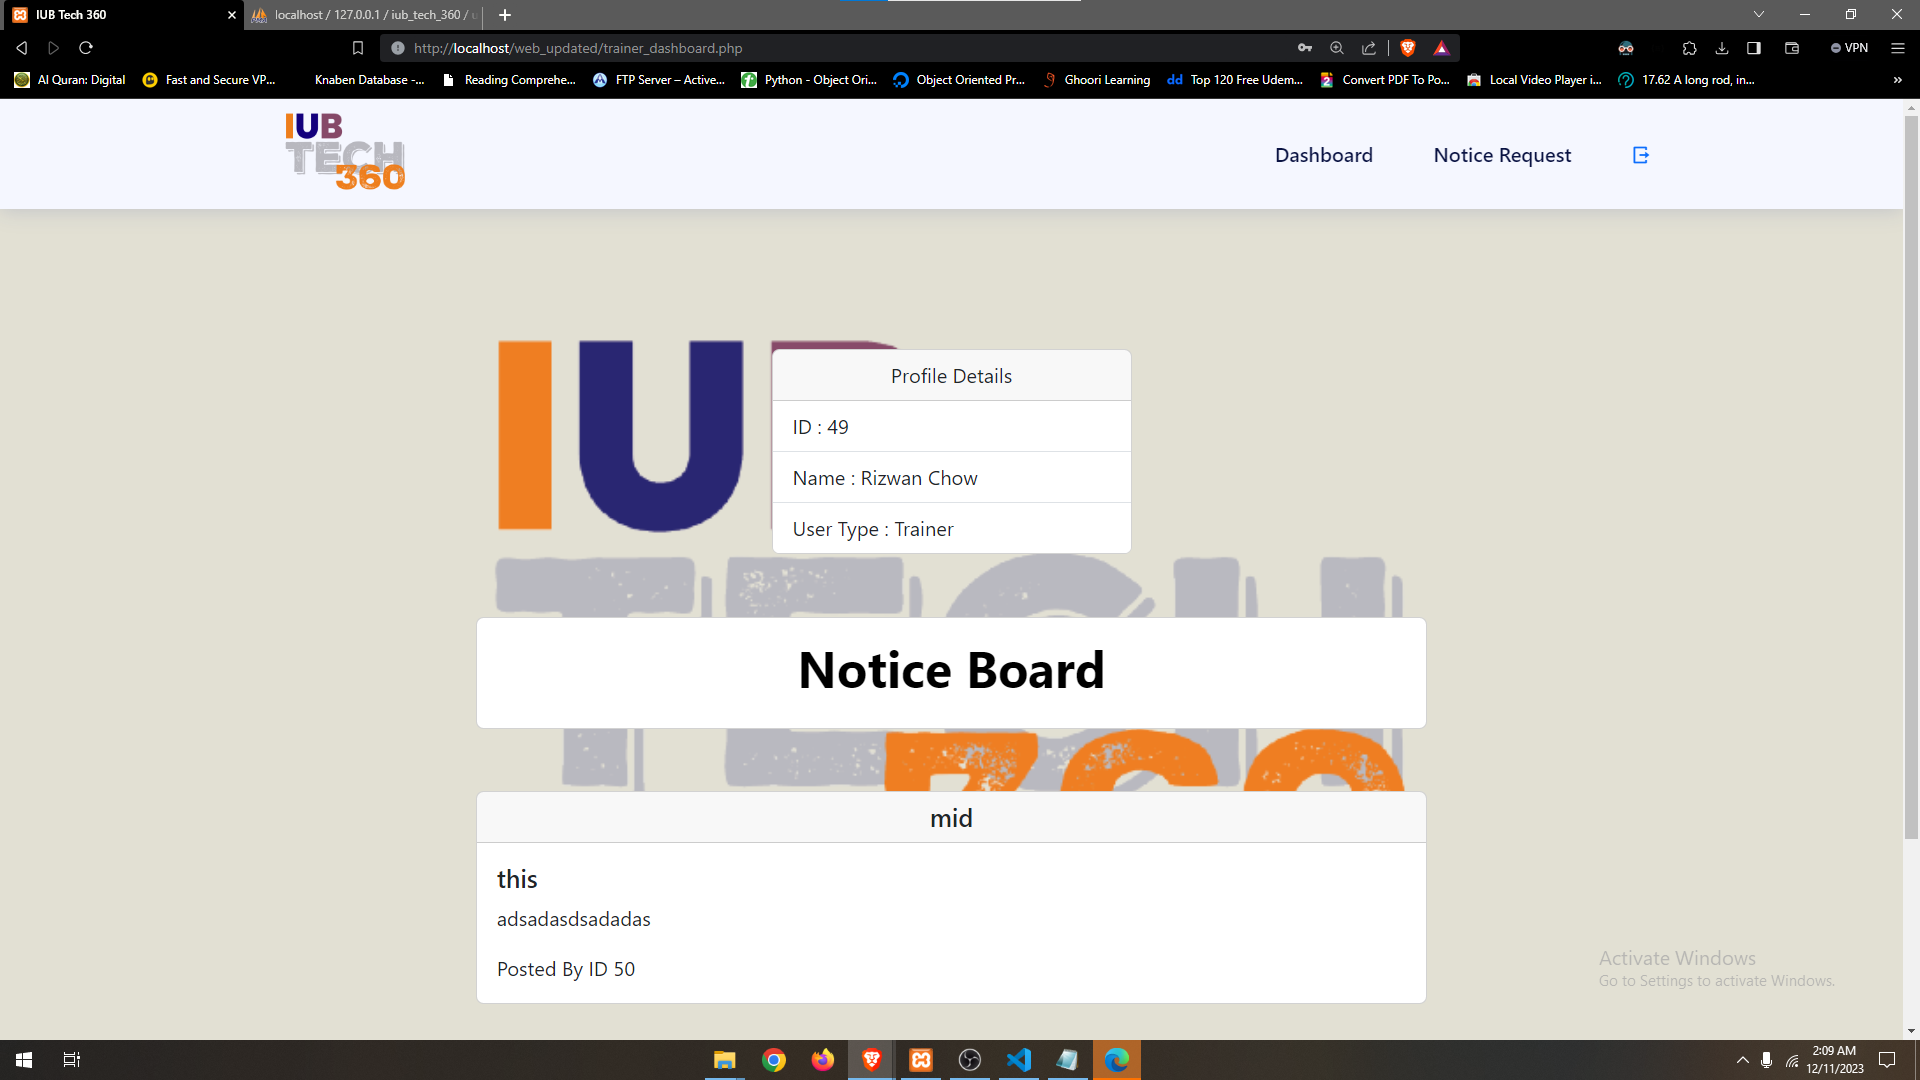 IUB Tech 360
localhost / 127.0.0.1 / iub_tech_360 /
http://localhost/web_updated/trainer_dashboard.php
VPN
Al Quran: Digital
Fast and Secure VP...
Knaben Database -...
Reading Comprehe...
FTP Server – Active...
Python - Object Ori...
Object Oriented Pr...
Ghoori Learning
dd Top 120 Free Udem...
Convert PDF To Po...
Local Video Player i...
17.62 A long rod, in...
IUB
TECH
360
Dashboard
Notice Request
IU
Profile Details
ID : 49
Name : Rizwan Chow
User Type : Trainer
Notice Board
mid
this
adsadasdsadadas
Posted By ID 50
Activate Windows
Go to Settings to activate Windows.
2:09 AM
12/11/2023